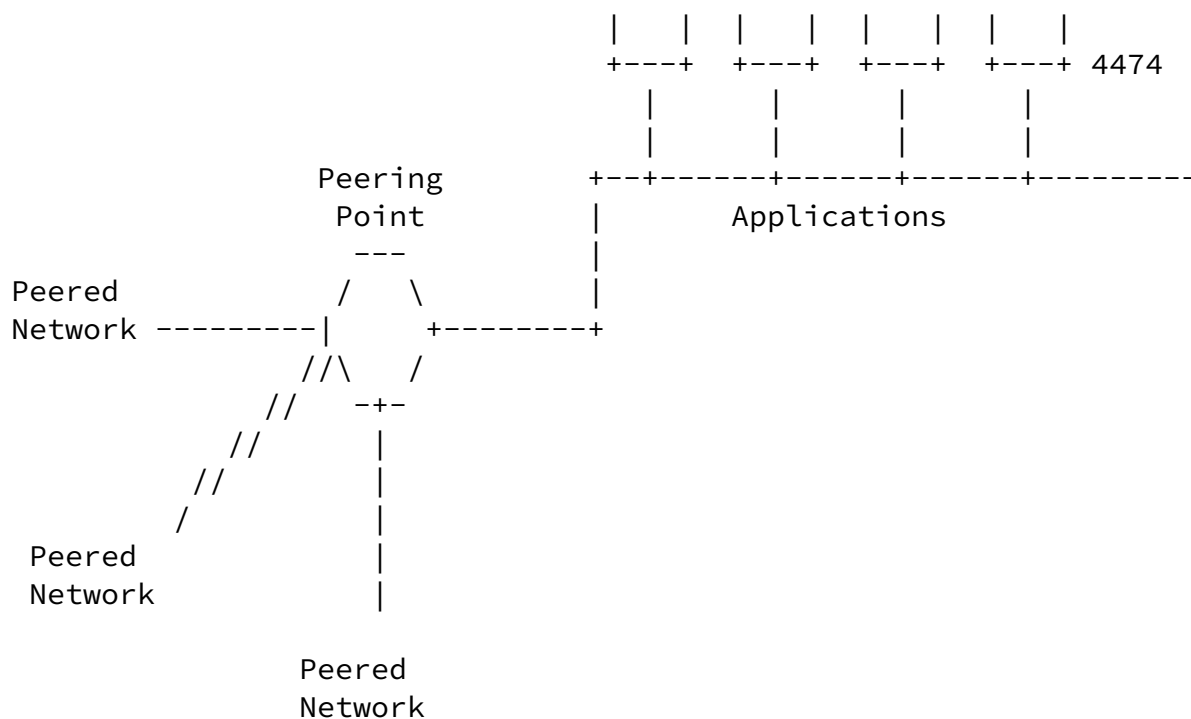 |    |  |    |  |    |  |    |
+---+  +---+  +---+  +---+ 4474
|      |      |      |
|      |      |      |
Peering         +--+------+------+------+---------
Point           |       Applications
---             |
Peered            /   \          |
Network ---------|     +--------+
//\   /
//   -+-
//      |
//        |
/          |
Peered             |
Network            |
Peered
Network